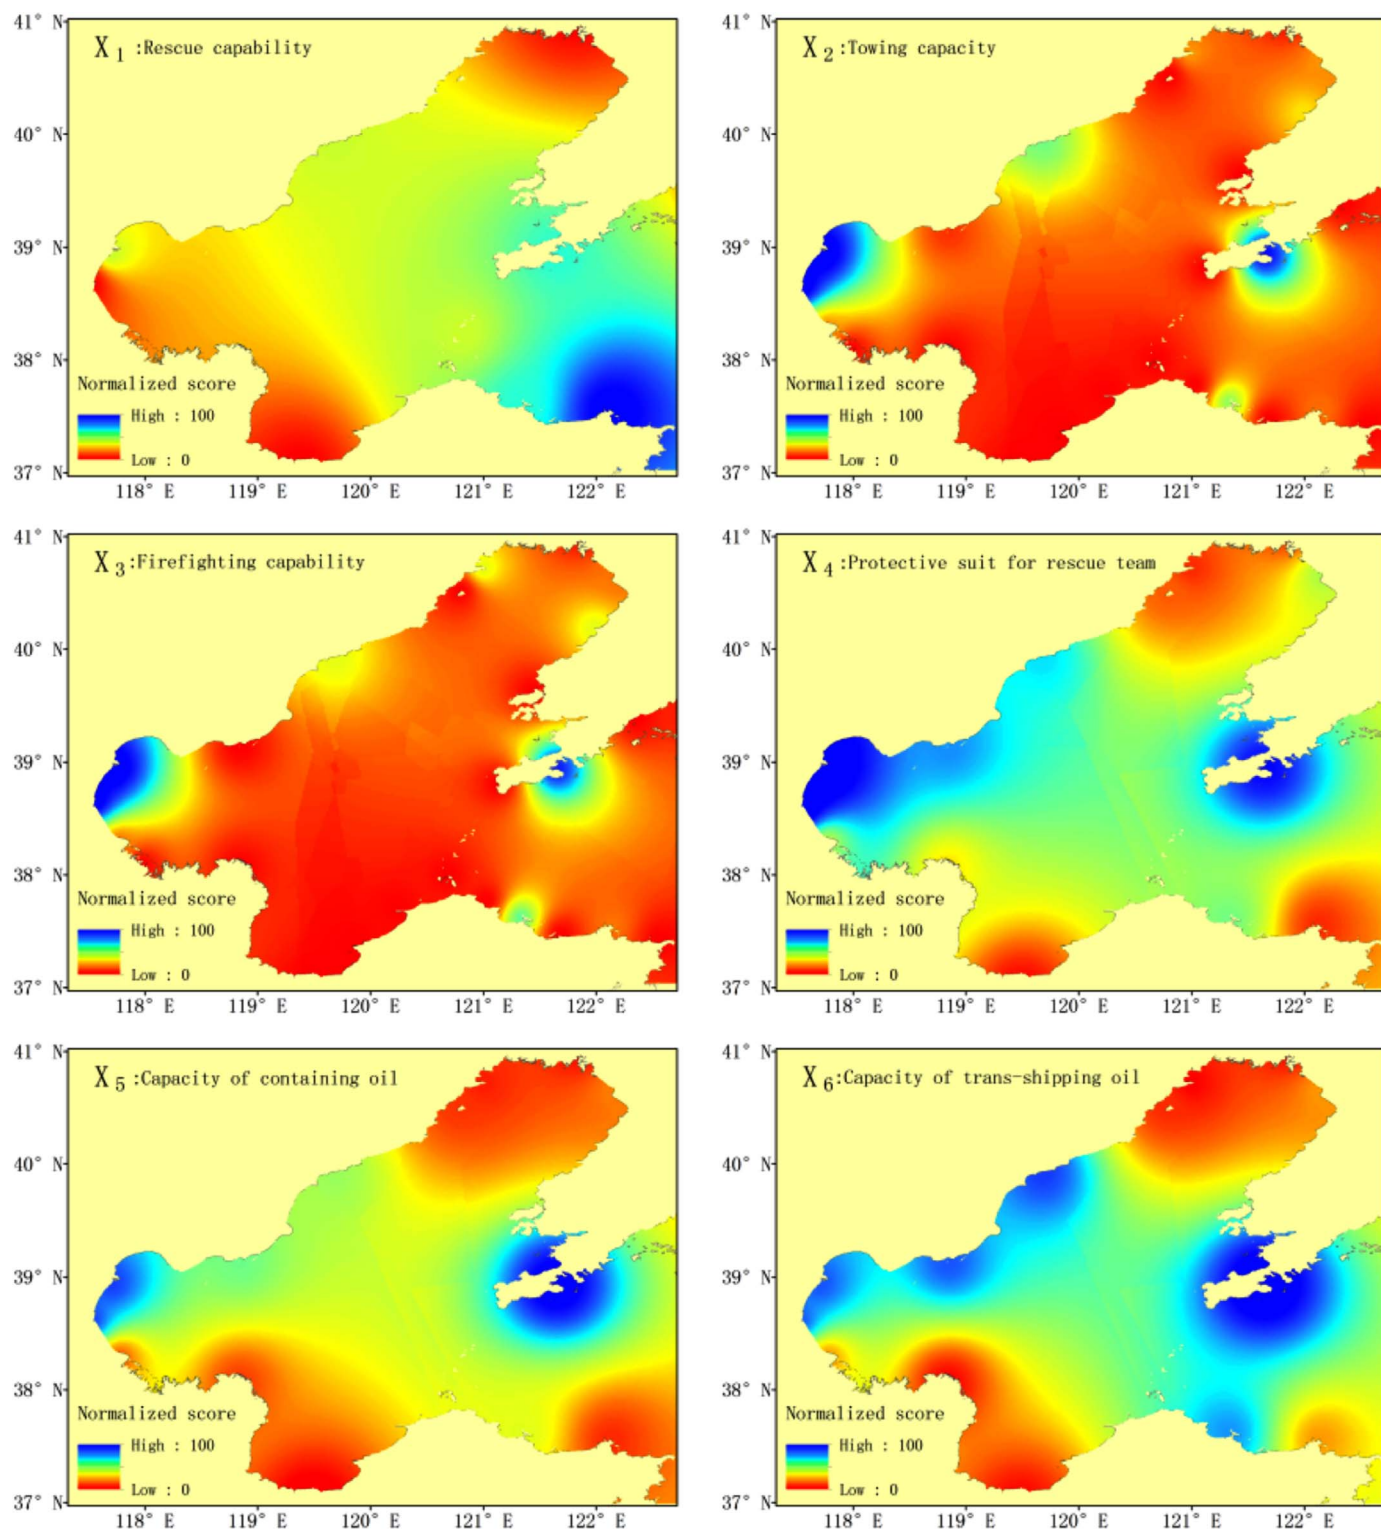 41° N
X 1 :Rescue capability
40° N
39° N
38° N
Normalized score
High : 100
Low : 0
37° N
118° E 119° E 120° E 121° E 122° E
41° N
X 2 :Towing capacity
40° N
39° N
38° N
Normalized score
High : 100
Low : 0
37° N
118° E 119° E 120° E 121° E 122° E
41° N
X 3 :Firefighting capability
40° N
39° N
38° N
Normalized score
High : 100
Low : 0
37° N
118° E 119° E 120° E 121° E 122° E
41° N
X 4 :Protective suit for rescue team
40° N
39° N
38° N
Normalized score
High : 100
Low : 0
37° N
118° E 119° E 120° E 121° E 122° E
41° N
X 5 :Capacity of containing oil
40° N
39° N
38° N
Normalized score
High : 100
Low : 0
37° N
118° E 119° E 120° E 121° E 122° E
41° N
X 6:Capacity of trans-shipping oil
40° N
39° N
38° N
Normalized score
High : 100
Low : 0
37° N
118° E 119° E 120° E 121° E 122° E